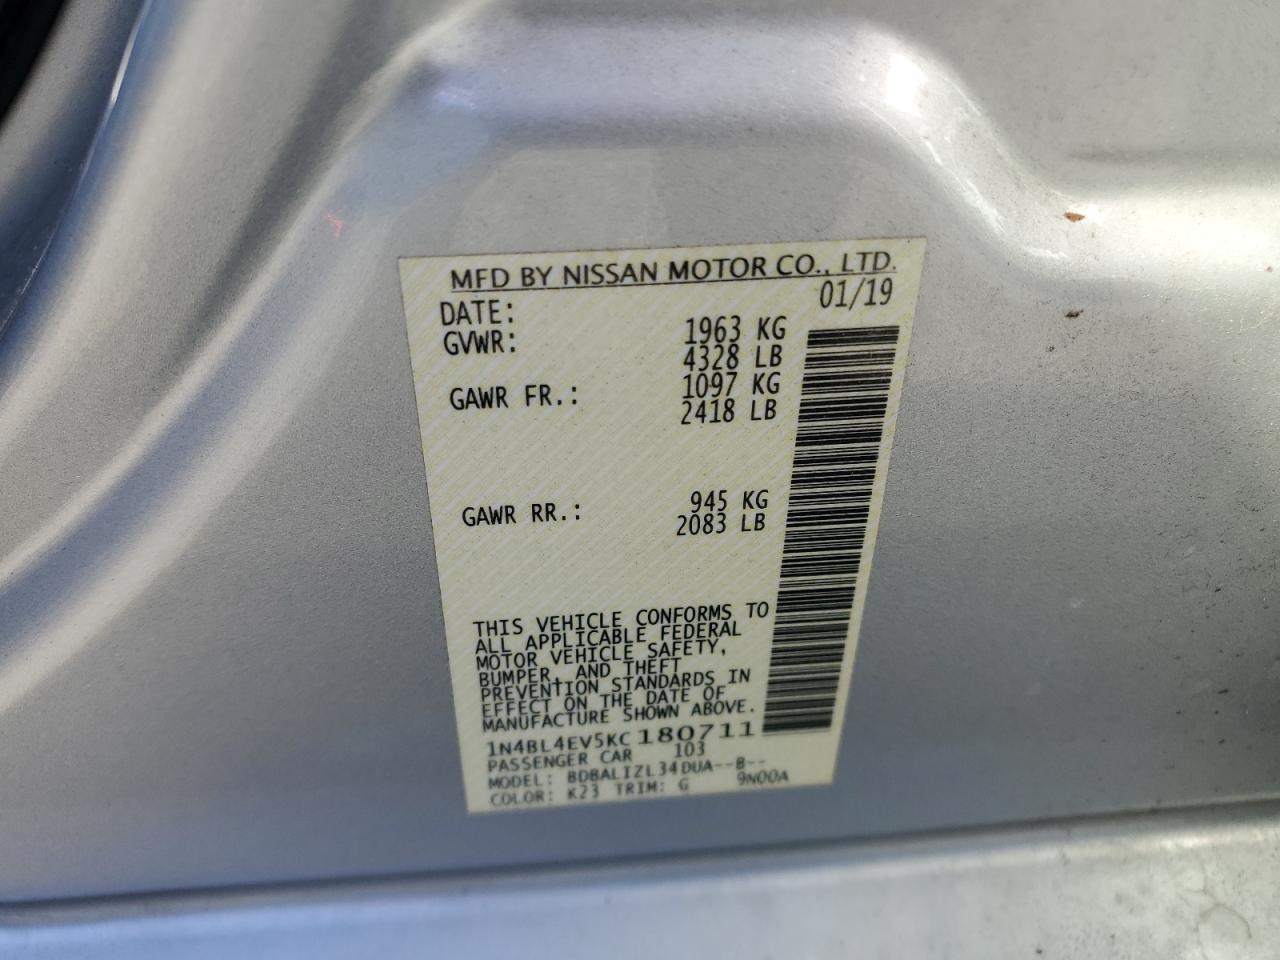 MFD BY NISSAN MOTOR CO., LTD.
DATE: 01/19
GVWR: 1963 KG
4328 LB
GAWR FR.: 1097 KG
2418 LB
GAWR RR.: 945 KG
2083 LB
THIS VEHICLE CONFORMS TO
ALL APPLICABLE FEDERAL
MOTOR VEHICLE SAFETY,
BUMPER, AND THEFT
PREVENTION STANDARDS IN
EFFECT ON THE DATE OF
MANUFACTURE SHOWN ABOVE.
1N4BL4EV5KC180711
PASSENGER CAR 103
MODEL: BDBALIZL34DUA--B--
COLOR: K23 TRIM: G 9N00A